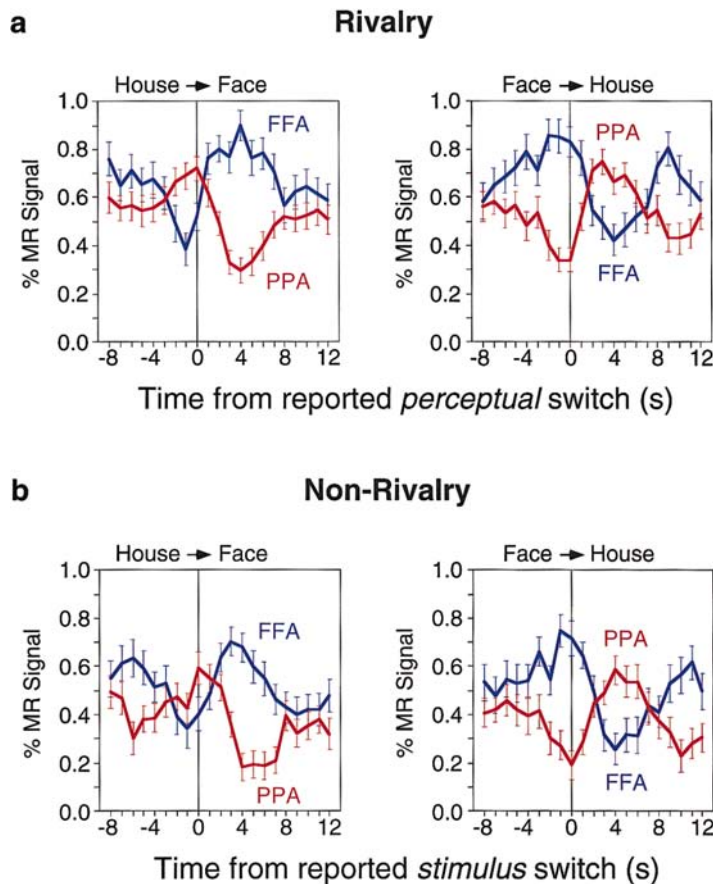 a
Rivalry
House → Face
Face → House
1.0
0.8
0.6
0.4
0.2
0.0
% MR Signal
FFA
PPA
-8 -4 0 4 8 12
1.0
0.8
0.6
0.4
0.2
0.0
% MR Signal
PPA
FFA
-8 -4 0 4 8 12
Time from reported perceptual switch (s)
b
Non-Rivalry
House → Face
Face → House
1.0
0.8
0.6
0.4
0.2
0.0
% MR Signal
FFA
PPA
-8 -4 0 4 8 12
1.0
0.8
0.6
0.4
0.2
0.0
% MR Signal
PPA
FFA
-8 -4 0 4 8 12
Time from reported stimulus switch (s)